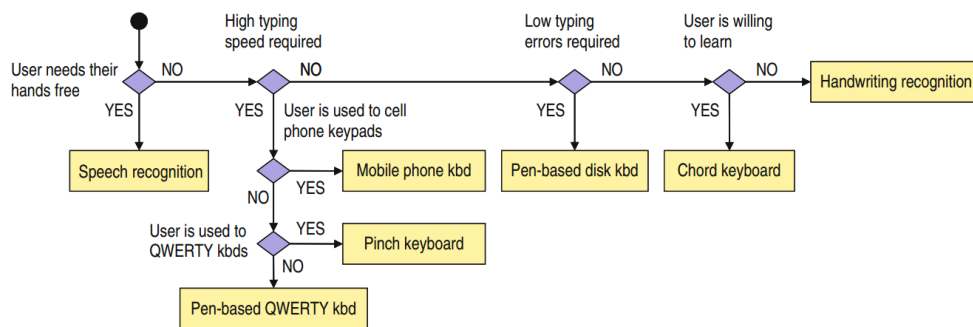 High typing
speed required
Low typing
errors required
User is willing
to learn
User needs their
hands free
NO
NO
NO
NO
Handwriting recognition
YES
YES
User is used to cell
phone keypads
YES
YES
Speech recognition
Mobile phone kbd
Pen-based disk kbd
Chord keyboard
YES
NO
User is used to
QWERTY kbds
YES
Pinch keyboard
NO
Pen-based QWERTY kbd